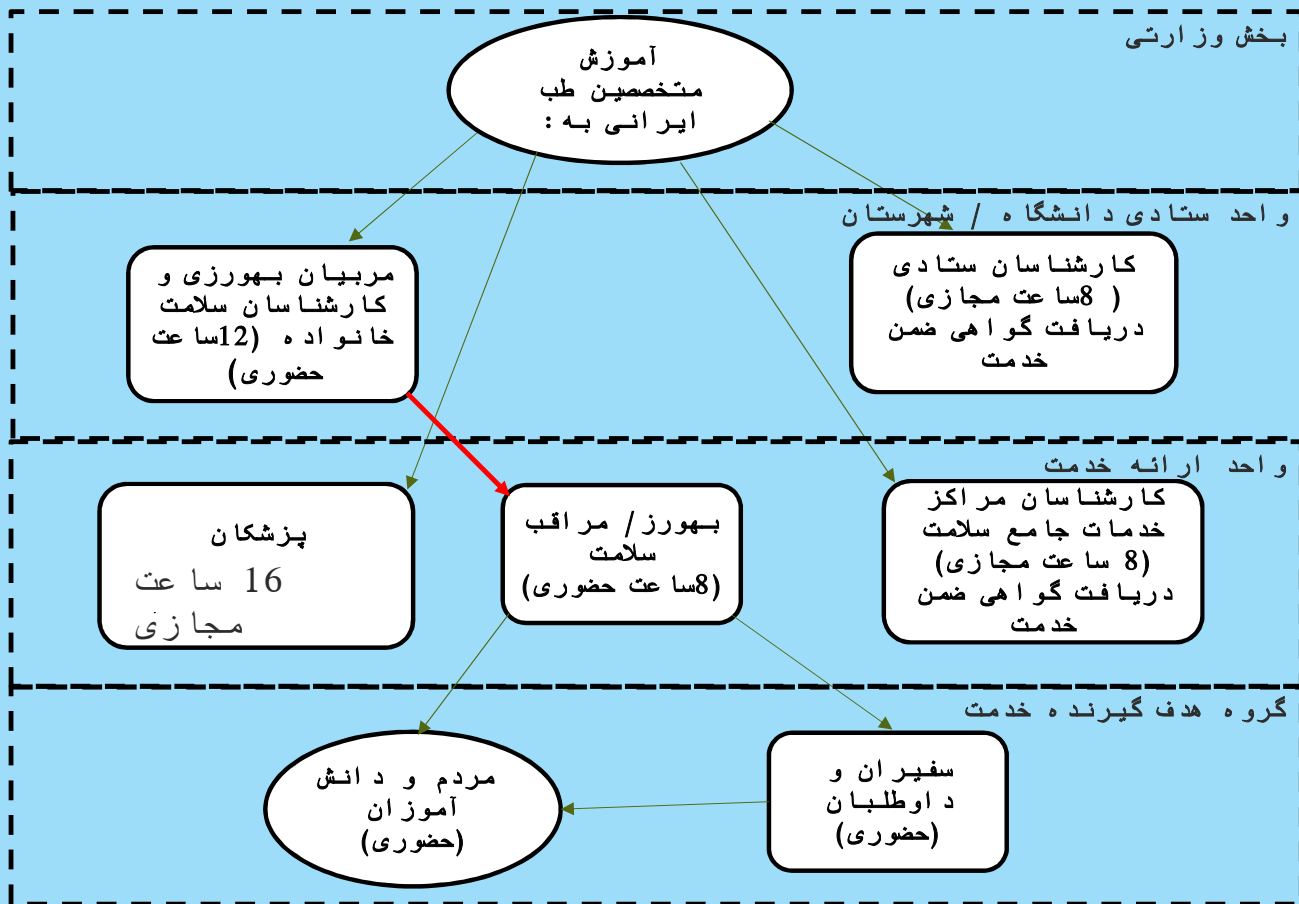 بخش وزارتی
آموزش
متخصصین طب
ایرانی به :
واحد ستادی دانشگاه / شهرستان
کارشناسان ستادی
( 8ساعت مجازی)
دریافت گواهی ضمن
خدمت
مربیان بهورزی و
کارشناسان سلامت
خانواده (12ساعت
حضوری)
واحد ارائه خدمت
کارشناسان مراکز
خدمات جامع سلامت
(8 ساعت مجازی)
دریافت گواهی ضمن
خدمت
بهورز/ مراقب
سلامت
(8ساعت حضوری)
پزشکان
16 ساعت
مجازی
گروه هدف گیرنده خدمت
سفیران و
داوطلبان
(حضوری)
مردم و دانش
آموزان
(حضوری)